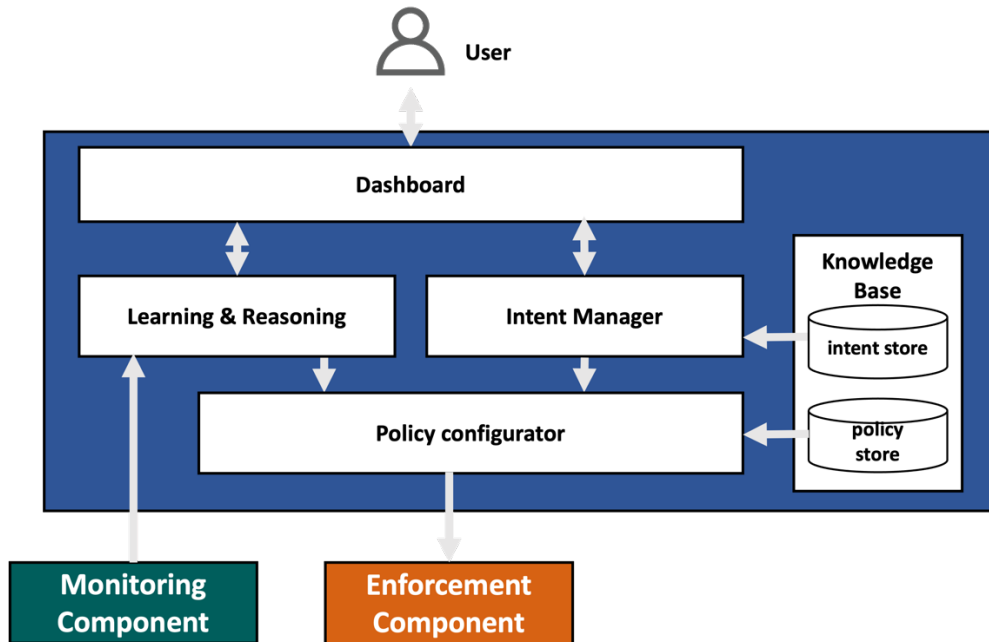 User
Dashboard
Knowledge
Base
Learning & Reasoning
Intent Manager
intent store
Policy configurator
policy
store
Monitoring
Component
Enforcement
Component